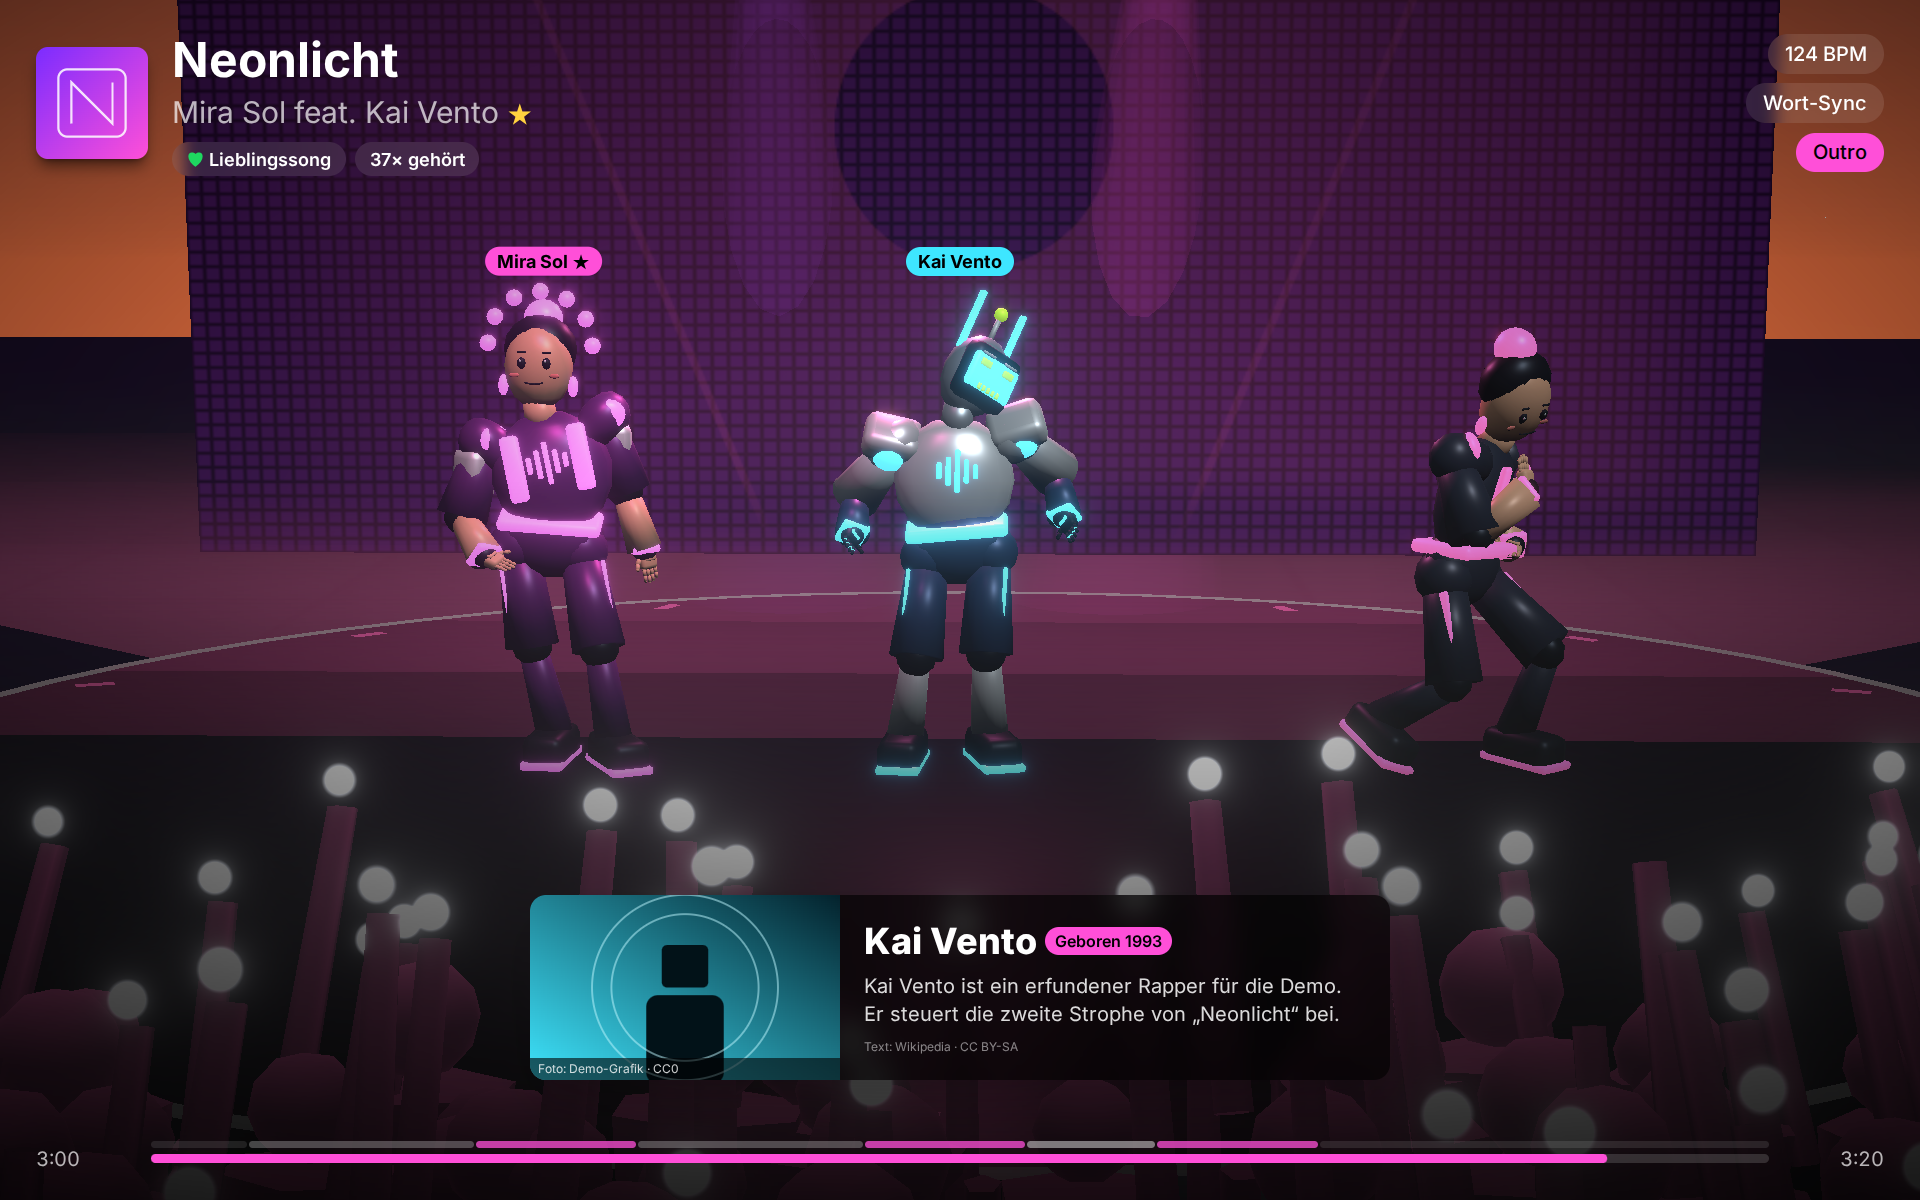 N
Neonlicht
Mira Sol feat. Kai Vento ★
Lieblingssong
37× gehört
124 BPM
Wort-Sync
Outro
Mira Sol ★
Kai Vento
Kai Vento
Geboren 1993
Kai Vento ist ein erfundener Rapper für die Demo.
Er steuert die zweite Strophe von „Neonlicht“ bei.
Text: Wikipedia · CC BY-SA
Foto: Demo-Grafik · CC0
3:00
3:20